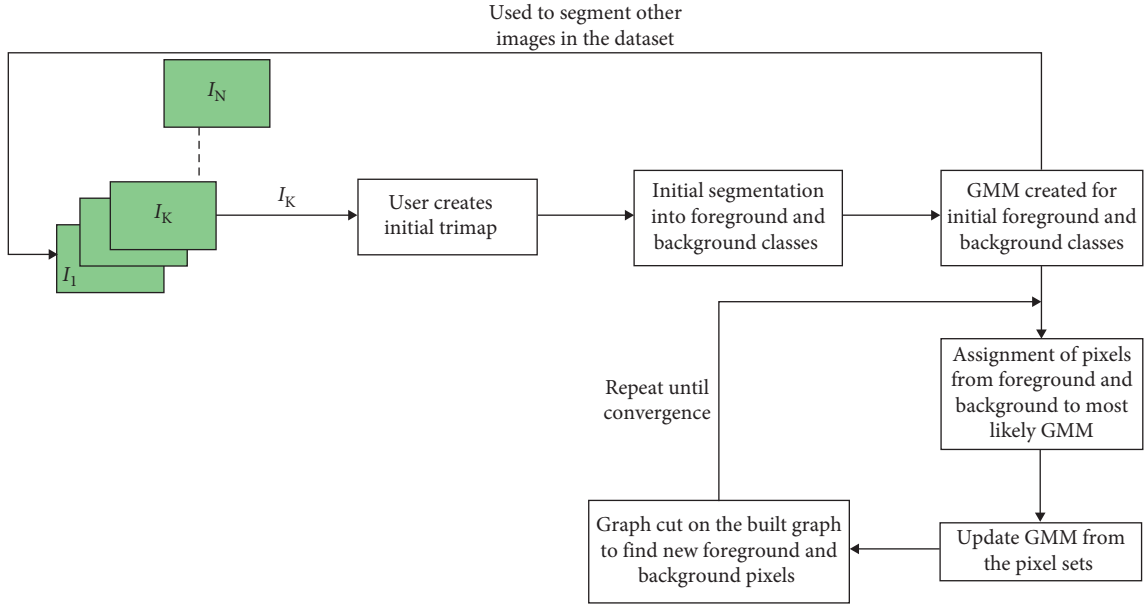 Used to segment other
images in the dataset
I_N
I_K
I_1
I_K
User creates
initial trimap
Initial segmentation
into foreground and
background classes
GMM created for
initial foreground and
background classes
Assignment of pixels
from foreground and
background to most
likely GMM
Repeat until
convergence
Graph cut on the built graph
to find new foreground and
background pixels
Update GMM from
the pixel sets